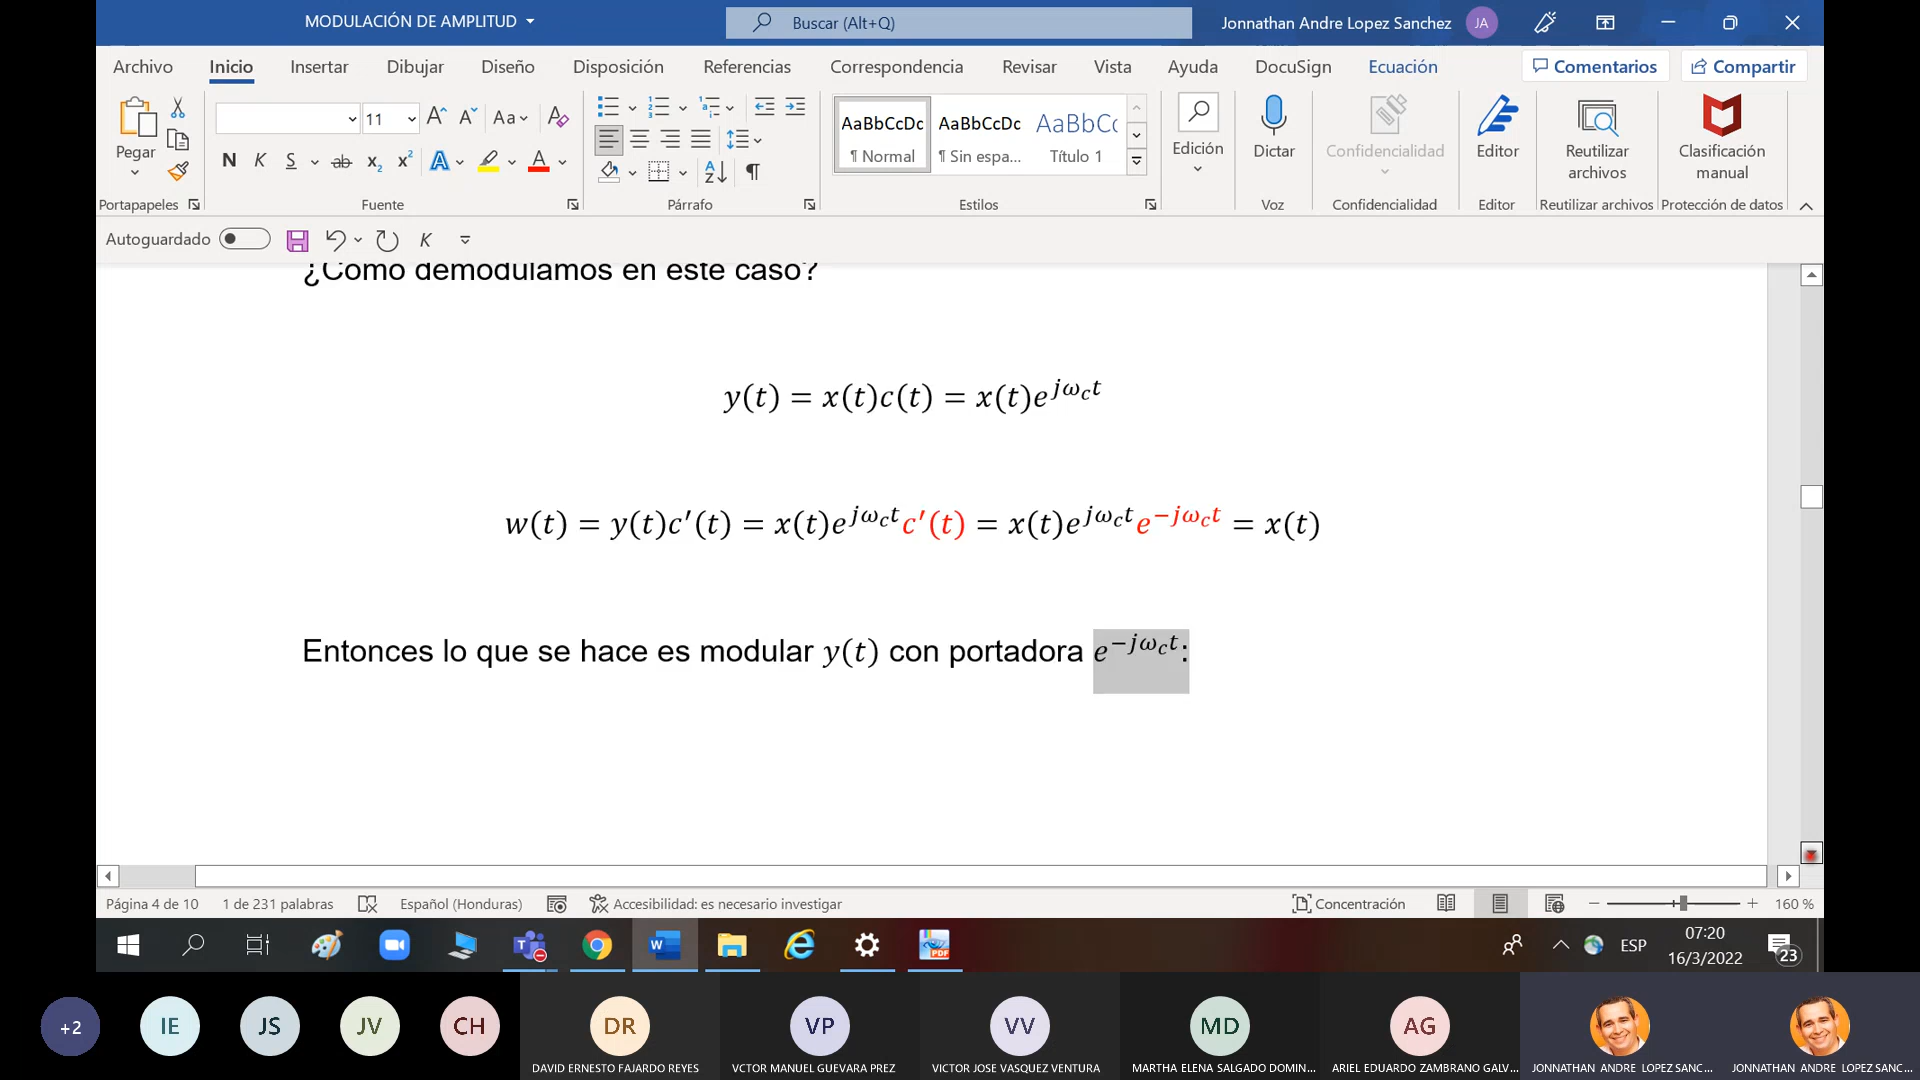 MODULACIÓN DE AMPLITUD
Buscar (Alt+Q)
Jonnathan Andre Lopez Sanchez
JA
Archivo Inicio Insertar Dibujar Diseño Disposición Referencias Correspondencia Revisar Vista Ayuda DocuSign Ecuación Comentarios Compartir
Pegar
11
Aa
N K S ab x₂ x² A A
AaBbCcDc
¶ Normal
AaBbCcDc
¶ Sin espa...
AaBbCc
Título 1
Edición
Dictar
Confidencialidad
Editor
Reutilizar
archivos
Clasificación
manual
Portapapeles Fuente Párrafo Estilos Voz Confidencialidad Editor Reutilizar archivos Protección de datos
Autoguardado K
¿Cómo demodulamos en este caso?
y(t) = x(t)c(t) = x(t)e^{jω_c t}
w(t) = y(t)c′(t) = x(t)e^{jω_c t}c′(t) = x(t)e^{jω_c t}e^{−jω_c t} = x(t)
Entonces lo que se hace es modular y(t) con portadora e^{−jω_c t}:
Página 4 de 10 1 de 231 palabras Español (Honduras) Accesibilidad: es necesario investigar Concentración 160 %
ESP
07:20
16/3/2022
23
+2 IE JS JV CH DR VP VV MD AG
DAVID ERNESTO FAJARDO REYES
VCTOR MANUEL GUEVARA PREZ
VICTOR JOSE VASQUEZ VENTURA
MARTHA ELENA SALGADO DOMIN...
ARIEL EDUARDO ZAMBRANO GALV...
JONNATHAN ANDRE LOPEZ SANC...
JONNATHAN ANDRE LOPEZ SANC...